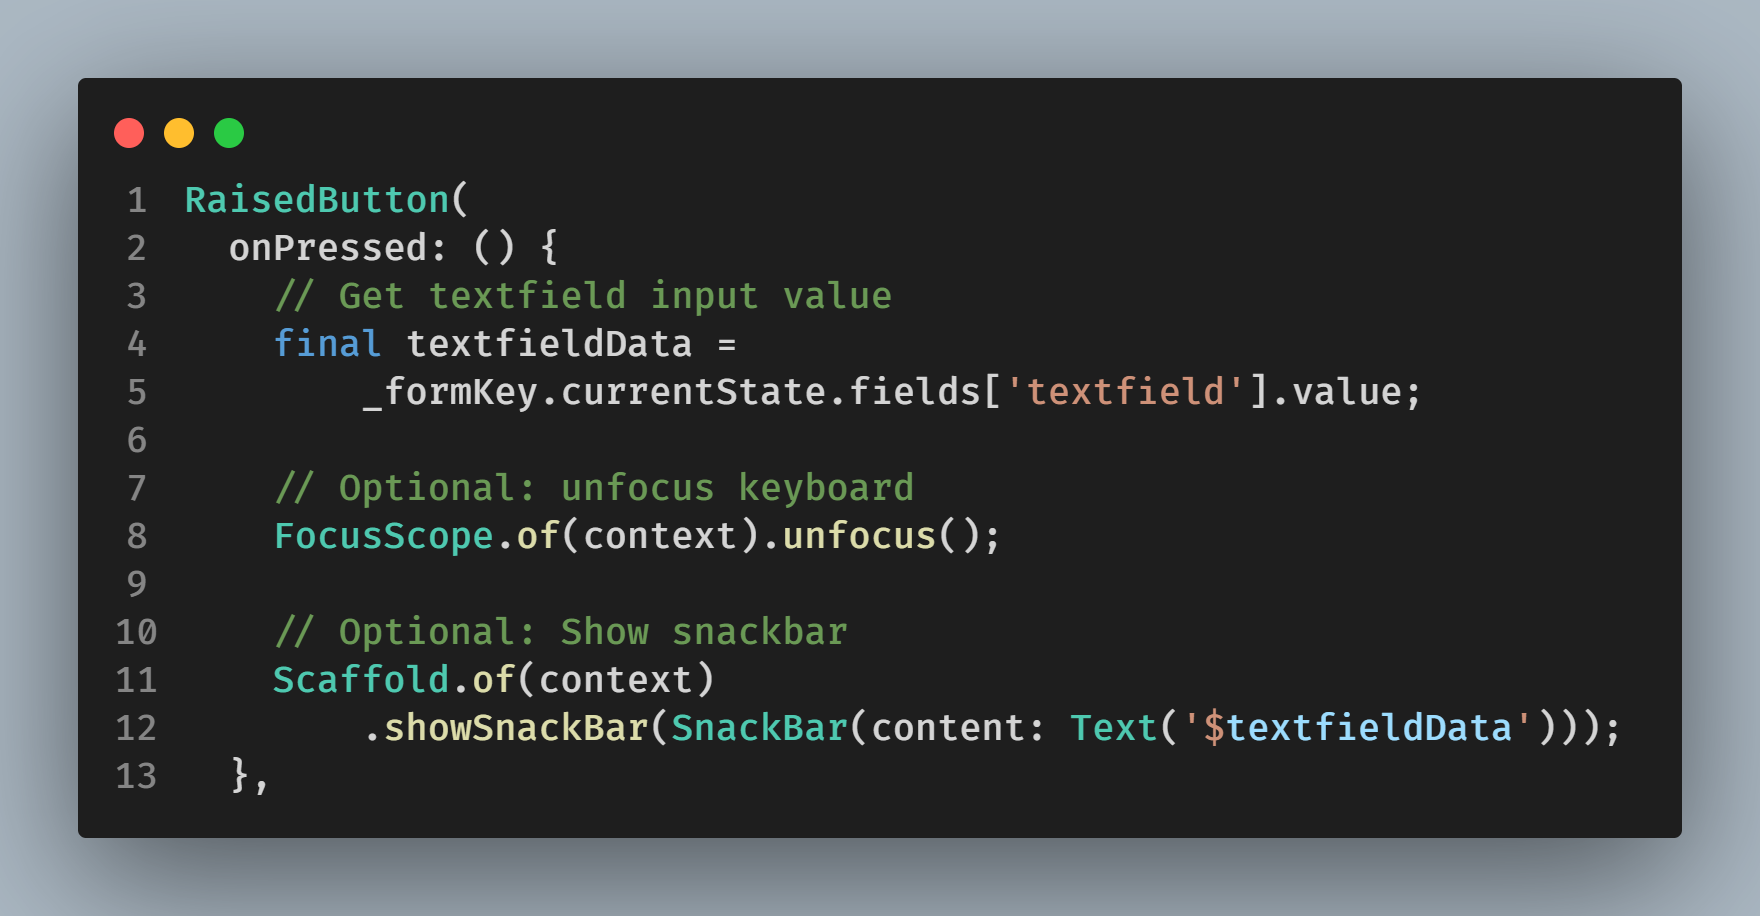 1 RaisedButton(
2   onPressed: () {
3     // Get textfield input value
4     final textfieldData =
5         _formKey.currentState.fields['textfield'].value;
6
7     // Optional: unfocus keyboard
8     FocusScope.of(context).unfocus();
9
10     // Optional: Show snackbar
11     Scaffold.of(context)
12         .showSnackBar(SnackBar(content: Text('$textfieldData')));
13   },